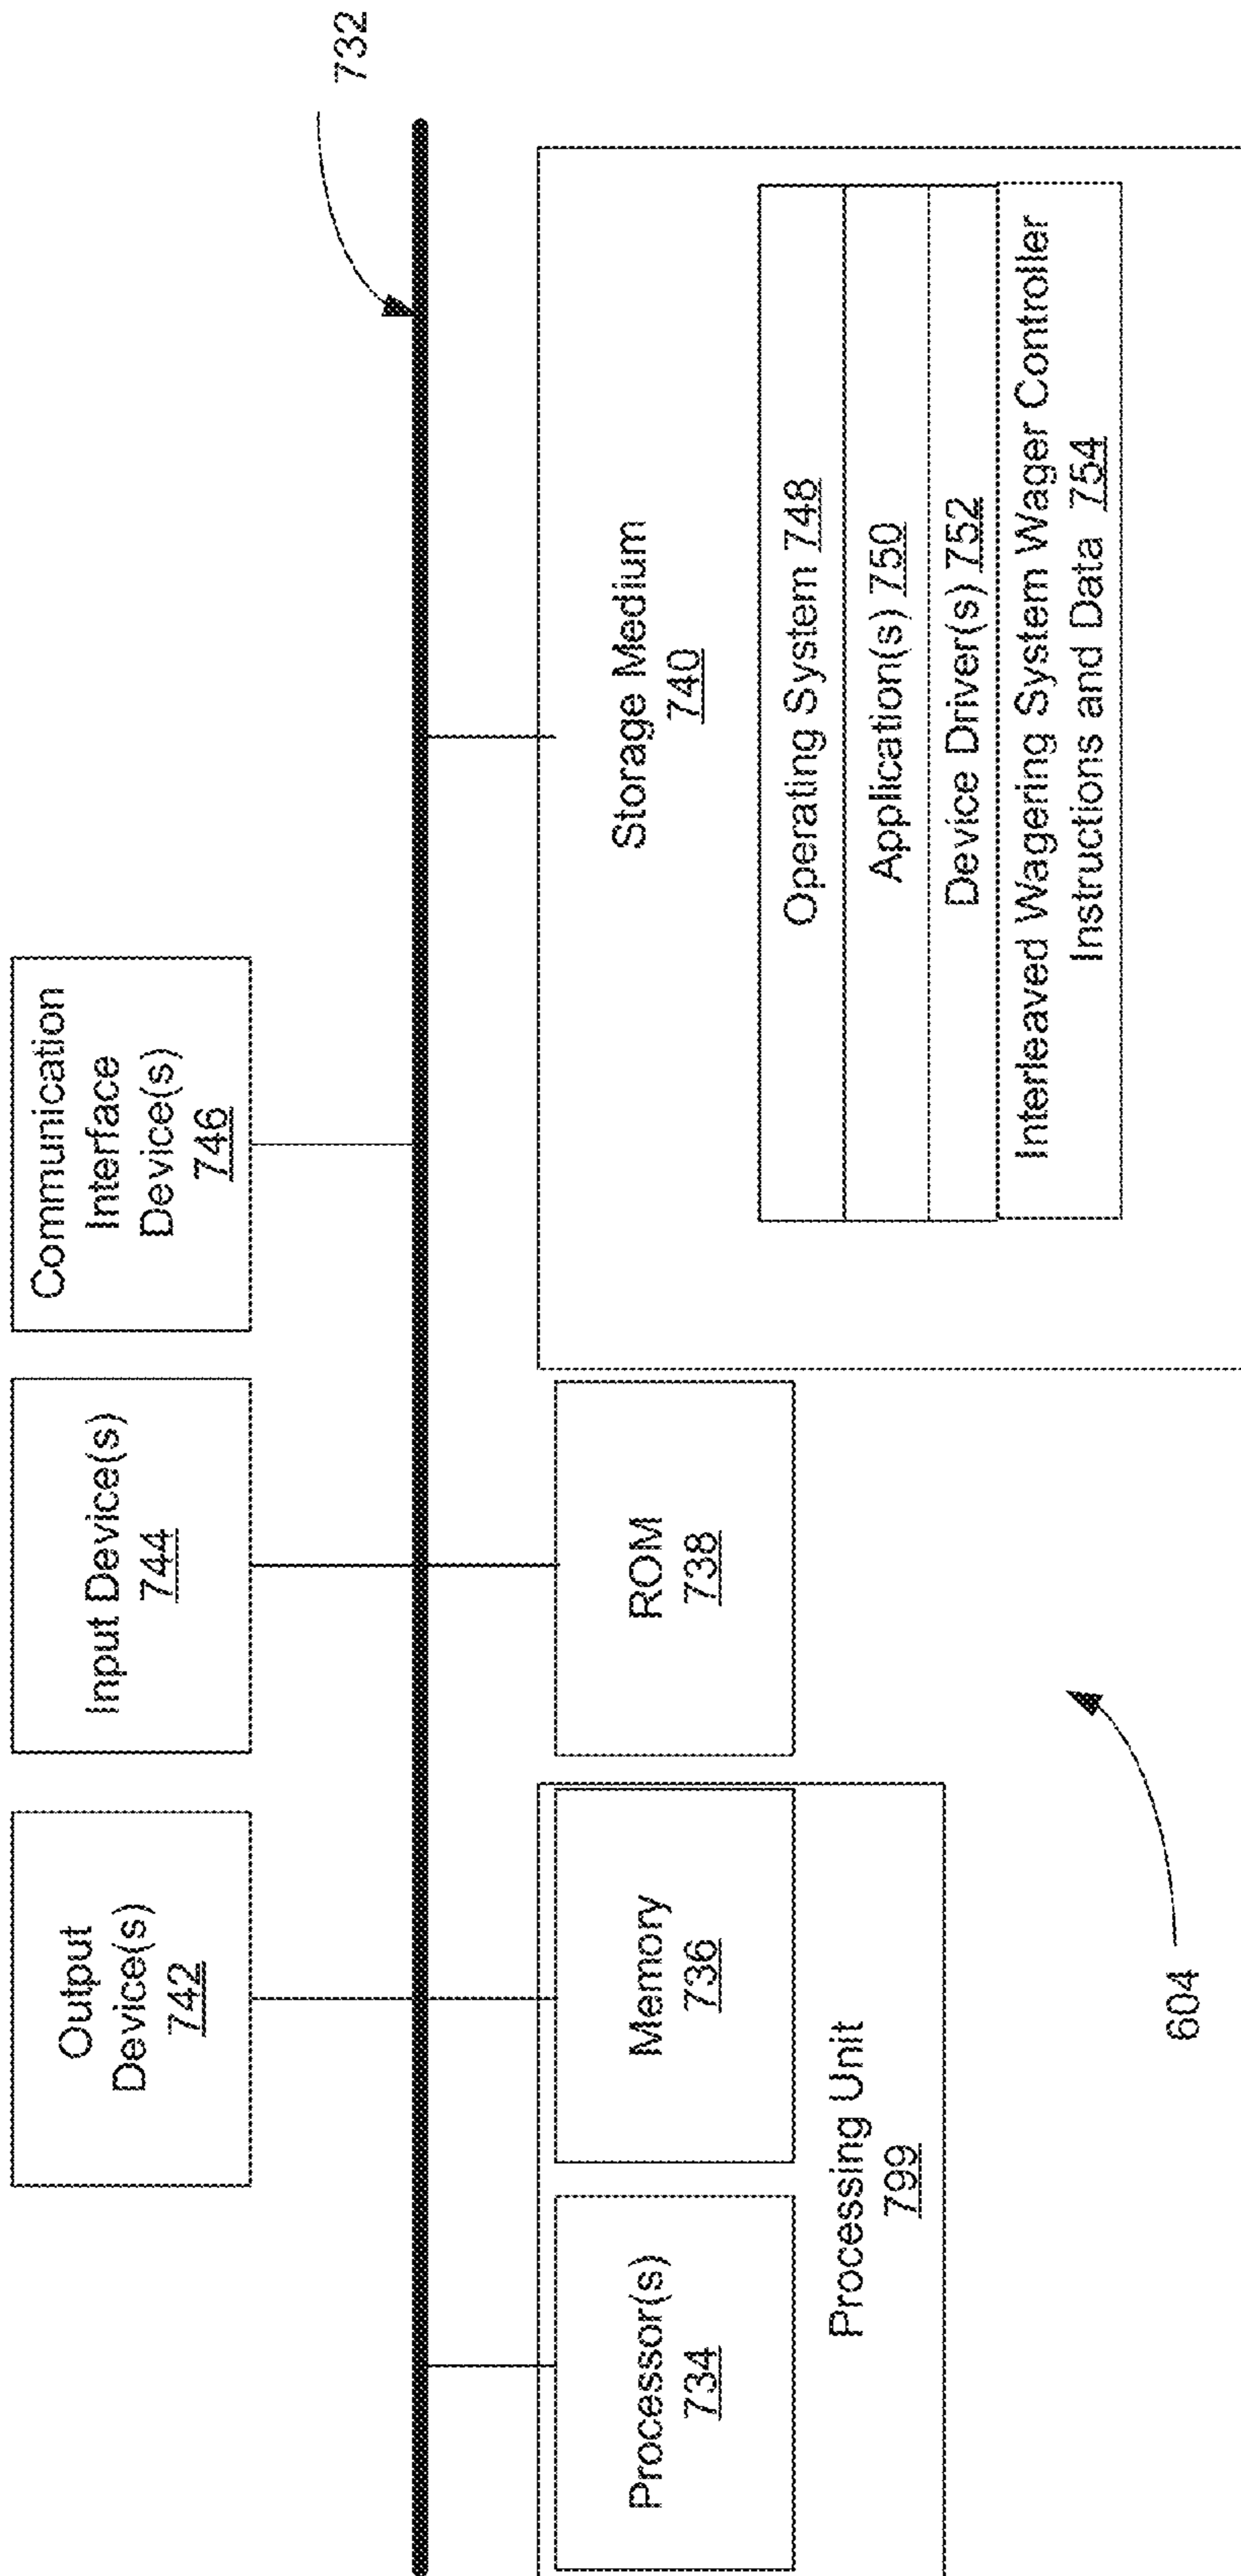 732
Output
Device(s)
742
Input Device(s)
744
Communication
Interface
Device(s)
746
Processor(s)
734
Memory
736
Processing Unit
799
ROM
738
Storage Medium
740
Operating System 748
Application(s) 750
Device Driver(s) 752
Interleaved Wagering System Wager Controller
Instructions and Data 754
604